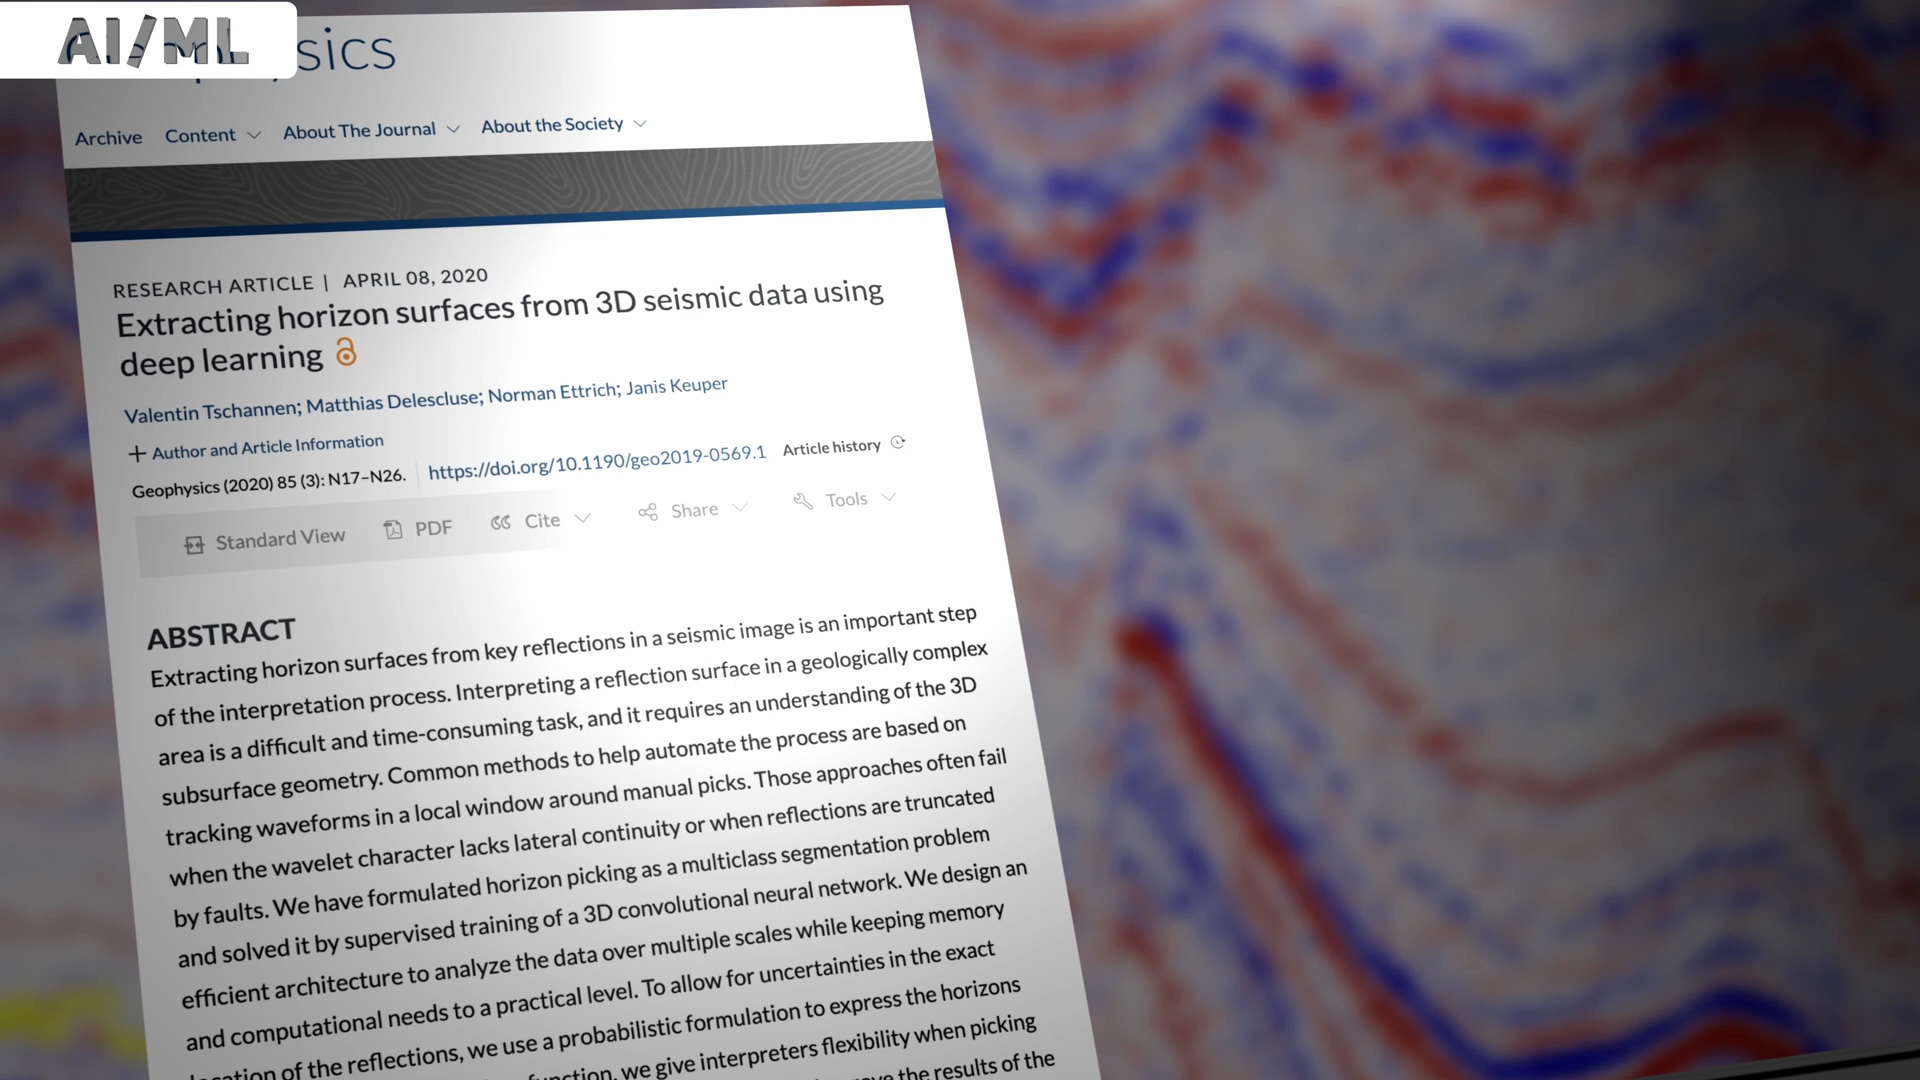 AI/ML
sics
Archive Content About The Journal About the Society
RESEARCH ARTICLE | APRIL 08, 2020
Extracting horizon surfaces from 3D seismic data using
deep learning
Valentin Tschannen; Matthias Delescluse; Norman Ettrich; Janis Keuper
+ Author and Article Information
Geophysics (2020) 85 (3): N17–N26. https://doi.org/10.1190/geo2019-0569.1 Article history
Standard View PDF Cite Share Tools
ABSTRACT
Extracting horizon surfaces from key reflections in a seismic image is an important step
of the interpretation process. Interpreting a reflection surface in a geologically complex
area is a difficult and time-consuming task, and it requires an understanding of the 3D
subsurface geometry. Common methods to help automate the process are based on
tracking waveforms in a local window around manual picks. Those approaches often fail
when the wavelet character lacks lateral continuity or when reflections are truncated
by faults. We have formulated horizon picking as a multiclass segmentation problem
and solved it by supervised training of a 3D convolutional neural network. We design an
efficient architecture to analyze the data over multiple scales while keeping memory
and computational needs to a practical level. To allow for uncertainties in the exact
location of the reflections, we use a probabilistic formulation to express the horizons
function, we give interpreters flexibility when picking
the results of the